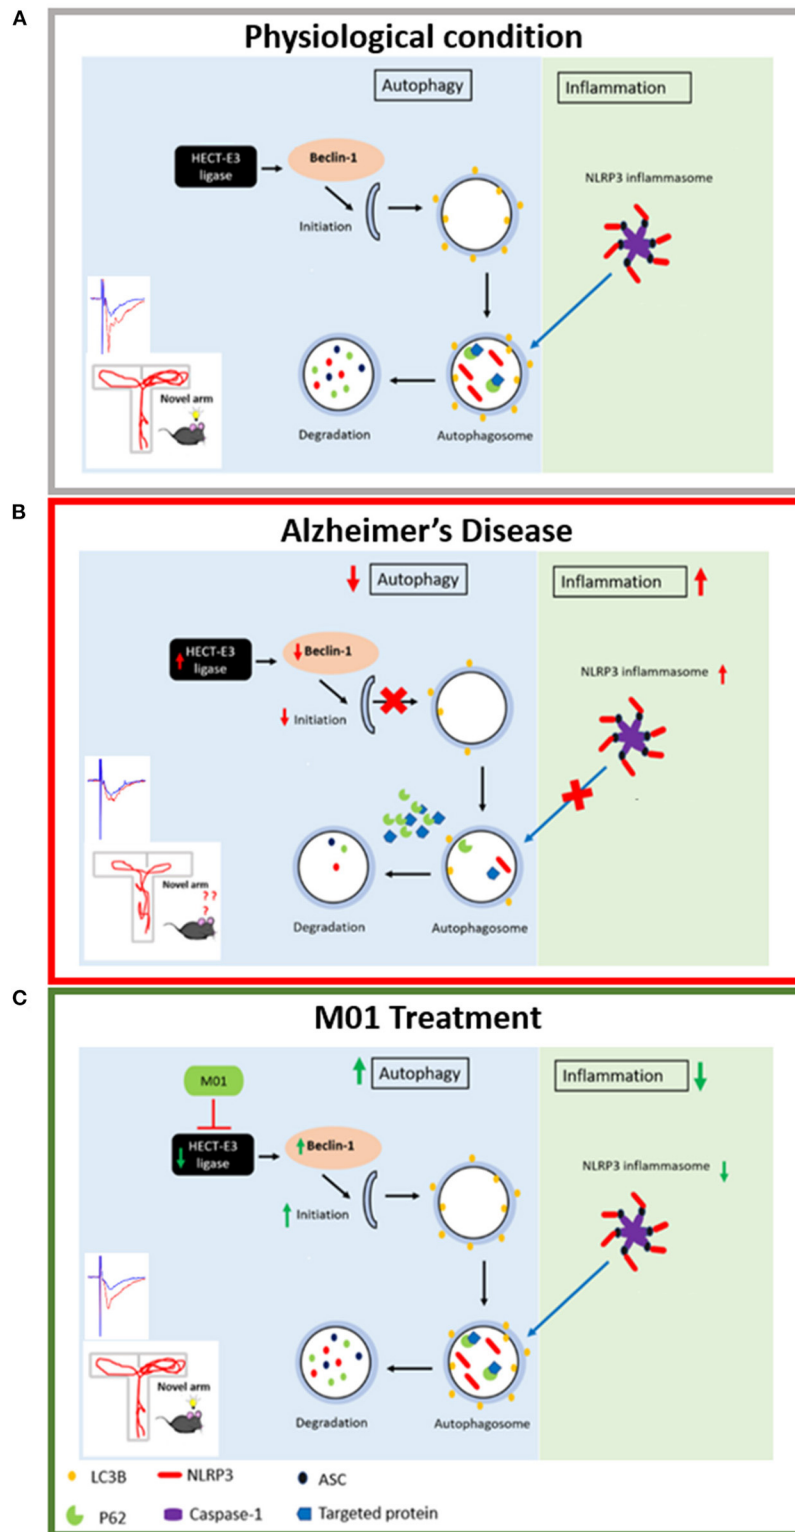 A
Physiological condition
Autophagy
Inflammation
HECT-E3
ligase
Beclin-1
Initiation
NLRP3 inflammasome
Novel arm
Degradation
Autophagosome
B
Alzheimer's Disease
Autophagy
Inflammation
HECT-E3
ligase
Beclin-1
Initiation
NLRP3 inflammasome
Novel arm
? ?
?
Degradation
Autophagosome
C
M01 Treatment
M01
Autophagy
Inflammation
HECT-E3
ligase
Beclin-1
Initiation
NLRP3 inflammasome
Novel arm
Degradation
Autophagosome
LC3B
NLRP3
ASC
P62
Caspase-1
Targeted protein